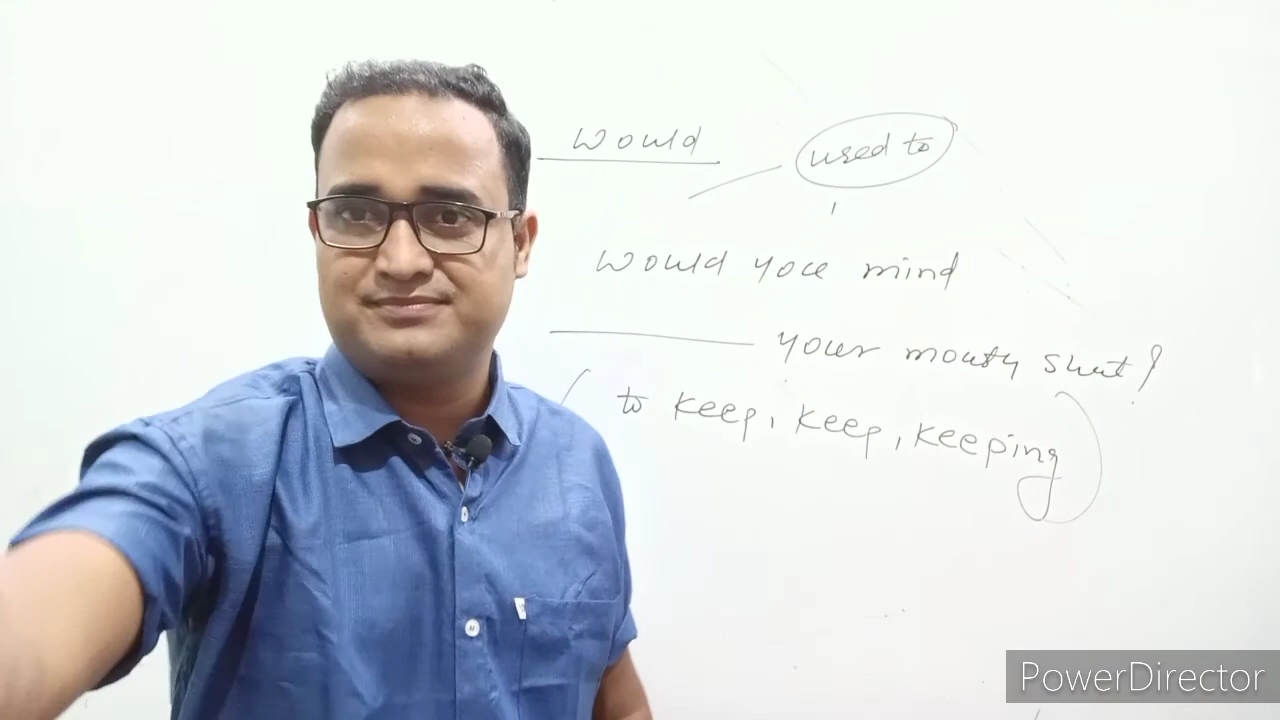 would used to
would you mind
your mouth shut?
to keep, keep, keeping
PowerDirector